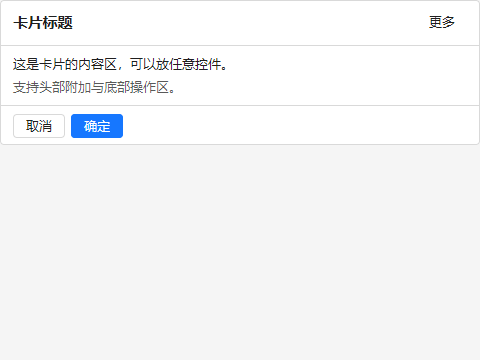 卡片标题
更多
这是卡片的内容区，可以放任意控件。
支持头部附加与底部操作区。
取消
确定